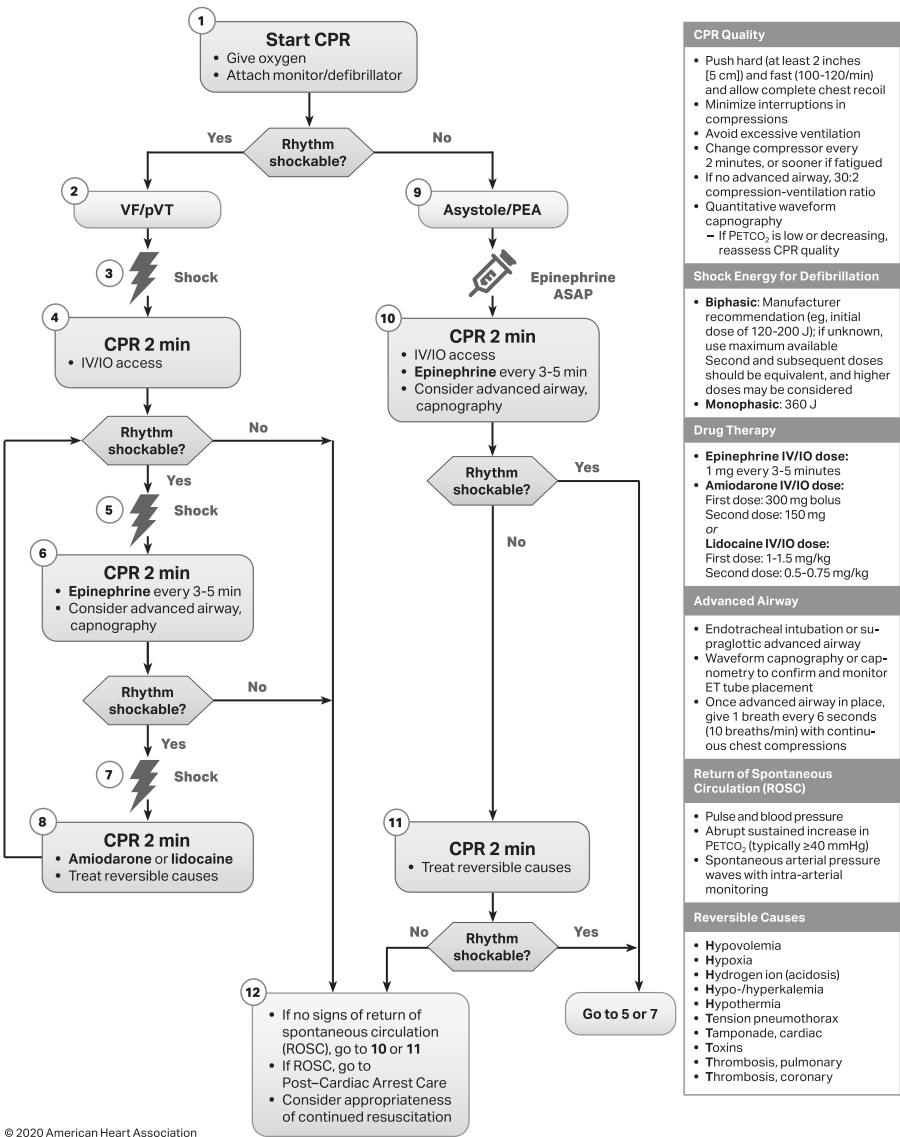 1
Start CPR
• Give oxygen
• Attach monitor/defibrillator
Yes
Rhythm
shockable?
No
2
VF/pVT
9
Asystole/PEA
3
Shock
Epinephrine
ASAP
4
CPR 2 min
• IV/IO access
10
CPR 2 min
• IV/IO access
• Epinephrine every 3-5 min
• Consider advanced airway,
capnography
Rhythm
shockable?
No
Yes
Rhythm
shockable?
Yes
No
5
Shock
6
CPR 2 min
• Epinephrine every 3-5 min
• Consider advanced airway,
capnography
Rhythm
shockable?
No
Yes
7
Shock
8
CPR 2 min
• Amiodarone or lidocaine
• Treat reversible causes
11
CPR 2 min
• Treat reversible causes
No
Rhythm
shockable?
Yes
12
• If no signs of return of
spontaneous circulation
(ROSC), go to 10 or 11
• If ROSC, go to
Post–Cardiac Arrest Care
• Consider appropriateness
of continued resuscitation
Go to 5 or 7
CPR Quality
• Push hard (at least 2 inches
[5 cm]) and fast (100-120/min)
and allow complete chest recoil
• Minimize interruptions in
compressions
• Avoid excessive ventilation
• Change compressor every
2 minutes, or sooner if fatigued
• If no advanced airway, 30:2
compression-ventilation ratio
• Quantitative waveform
capnography
– If PETCO₂ is low or decreasing,
reassess CPR quality
Shock Energy for Defibrillation
• Biphasic: Manufacturer
recommendation (eg, initial
dose of 120-200 J); if unknown,
use maximum available
Second and subsequent doses
should be equivalent, and higher
doses may be considered
• Monophasic: 360 J
Drug Therapy
• Epinephrine IV/IO dose:
1 mg every 3-5 minutes
• Amiodarone IV/IO dose:
First dose: 300 mg bolus
Second dose: 150 mg
or
Lidocaine IV/IO dose:
First dose: 1-1.5 mg/kg
Second dose: 0.5-0.75 mg/kg
Advanced Airway
• Endotracheal intubation or su-
praglottic advanced airway
• Waveform capnography or cap-
nometry to confirm and monitor
ET tube placement
• Once advanced airway in place,
give 1 breath every 6 seconds
(10 breaths/min) with continu-
ous chest compressions
Return of Spontaneous
Circulation (ROSC)
• Pulse and blood pressure
• Abrupt sustained increase in
PETCO₂ (typically ≥40 mmHg)
• Spontaneous arterial pressure
waves with intra-arterial
monitoring
Reversible Causes
• Hypovolemia
• Hypoxia
• Hydrogen ion (acidosis)
• Hypo-/hyperkalemia
• Hypothermia
• Tension pneumothorax
• Tamponade, cardiac
• Toxins
• Thrombosis, pulmonary
• Thrombosis, coronary
© 2020 American Heart Association